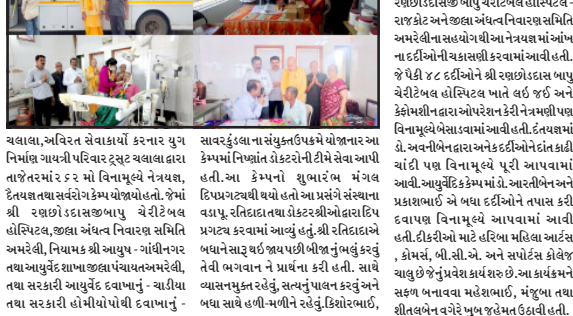 ચલાલા,અવિરત સેવાકાર્યો કરનાર યુગ
નિર્માણ ગાયત્રી પરિવાર ટ્રસ્ટ ચલાલા દ્વારા
તાજેતરમાં ર ૬ ર મો વિનામૂલ્યે નેત્રયજ્ઞ,
દંતયજ્ઞ તથા સર્વરોગ કેમ્પ યોજાયો હતો. જેમાં
શ્રી રણછોડદાસજીબાપુ ચેરીટેબલ
હોસ્પિટલ,જીલા અંધત્વ નિવારણ સમિતિ
અમરેલી, નિયામક શ્રી આયુષ - ગાંધીનગર
તથા આયુર્વેદ શાખા જીલા પંચાયત અમરેલી,
તથા સરકારી આયુર્વેદ દવાખાનું - ચાડીયા
તથા સરકારી હોમીયોપેથી દવાખાનું -
સાવરકુંડલા ના સંયુક્ત ઉપક્રમે યોજાનાર આ
કેમ્પમાં નિષ્ણાંત ડોક્ટરોની ટીમે સેવા આપી
હતી.આ કેમ્પનો શુભારંભ મંગલ
દિપપ્રગટ્યથી થયો હતો આ પ્રસંગે સંસ્થાના
વડા પૂ. રતિદાદા તથા ડોક્ટરશ્રીઓ દ્વારા દિપ
પ્રગટ્ય કરવામાં આવ્યું હતું.શ્રી રતિદાદા એ
બધાને સારૂ થઇ જાય પછી બીજાનું ભલું કરવું
તેવી ભગવાન ને પ્રાર્થના કરી હતી. સાથે
વ્યાસનમુક્ત રહેવું, સત્યનું પાલન કરવું અને
બધા સાથે હળી-મળીને રહેવું.કિશોરભાઈ,
રણછોડદાસજી બાપુ ચેરીટેબલ હોસ્પિટલ -
રાજકોટ અને જીલા અંધત્વ નિવારણ સમિતિ
અમરેલીના સહયોગથી આ નેત્રયજ્ઞ માં આંખ
ના દર્દીઓની ચકાસણી કરવામાં આવી હતી.
જે પૈકી ૪૮ દર્દીઓને શ્રી રણછોડદાસ બાપુ
ચેરીટેબલ હોસ્પિટલ ખાતે લઇ જઈ અને
કેફોમશીન દ્વારા ઓપરેશન કરી નેત્રમણી પણ
વિનામૂલ્યે બેસાડવામાં આવી હતી.દંતયજ્ઞમાં
ડો. અવનીબેન દ્વારા અનેક દર્દીઓને દાંત કાઢી
ચાંદી પણ વિનામૂલ્યે પૂરી આપવામાં
આવી.આયુર્વેદિક કેમ્પ માં ડો. આરતીબેન અને
પ્રકાશભાઈ એ બધા દર્દીઓને તપાસ કરી
દવાપણ વિનામૂલ્યે આપવામાં આવી
હતી.દીકરીઓ માટે હરિબા મહિલા આર્ટસ
, કોમર્સ, બી.સી.એ. અને સપોર્ટસ કોલેજ
ચાલુ છે જેનું પ્રવેશ કાર્ય શરુ છે.આ કાર્યક્રમને
સફળ બનાવવા મહેશભાઈ, મંજુબા તથા
શીતલબેન વગેરે ખુબ જહેમત ઉઠાવી હતી.